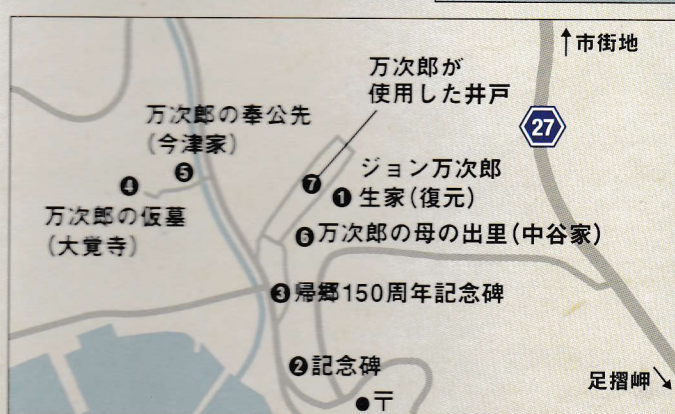 ↑市街地
万次郎が
使用した井戸
27
万次郎の奉公先
(今津家)
❺
❹
万次郎の仮墓
(大覚寺)
❼
ジョン万次郎
❶生家(復元)
❻万次郎の母の出里(中谷家)
❸帰郷150周年記念碑
❷記念碑
●〒
足摺岬↘